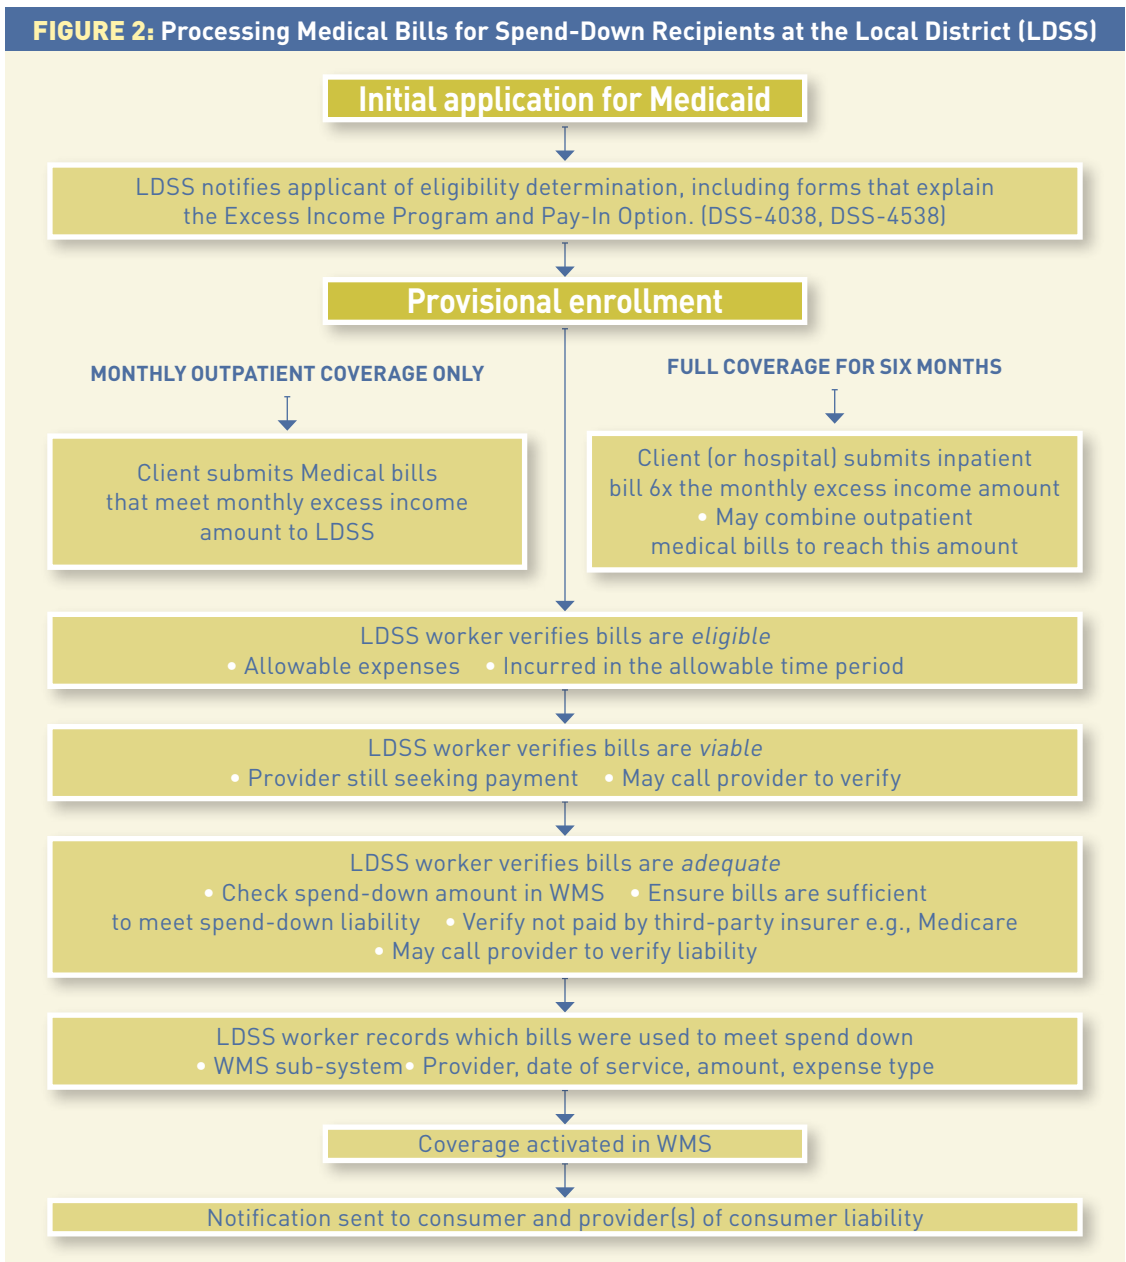 FIGURE 2: Processing Medical Bills for Spend-Down Recipients at the Local District (LDSS)
Initial application for Medicaid
LDSS notifies applicant of eligibility determination, including forms that explain
the Excess Income Program and Pay-In Option. (DSS-4038, DSS-4538)
Provisional enrollment
MONTHLY OUTPATIENT COVERAGE ONLY
Client submits Medical bills
that meet monthly excess income
amount to LDSS
FULL COVERAGE FOR SIX MONTHS
Client (or hospital) submits inpatient
bill 6x the monthly excess income amount
• May combine outpatient
medical bills to reach this amount
LDSS worker verifies bills are eligible
• Allowable expenses • Incurred in the allowable time period
LDSS worker verifies bills are viable
• Provider still seeking payment • May call provider to verify
LDSS worker verifies bills are adequate
• Check spend-down amount in WMS • Ensure bills are sufficient
to meet spend-down liability • Verify not paid by third-party insurer e.g., Medicare
• May call provider to verify liability
LDSS worker records which bills were used to meet spend down
• WMS sub-system • Provider, date of service, amount, expense type
Coverage activated in WMS
Notification sent to consumer and provider(s) of consumer liability